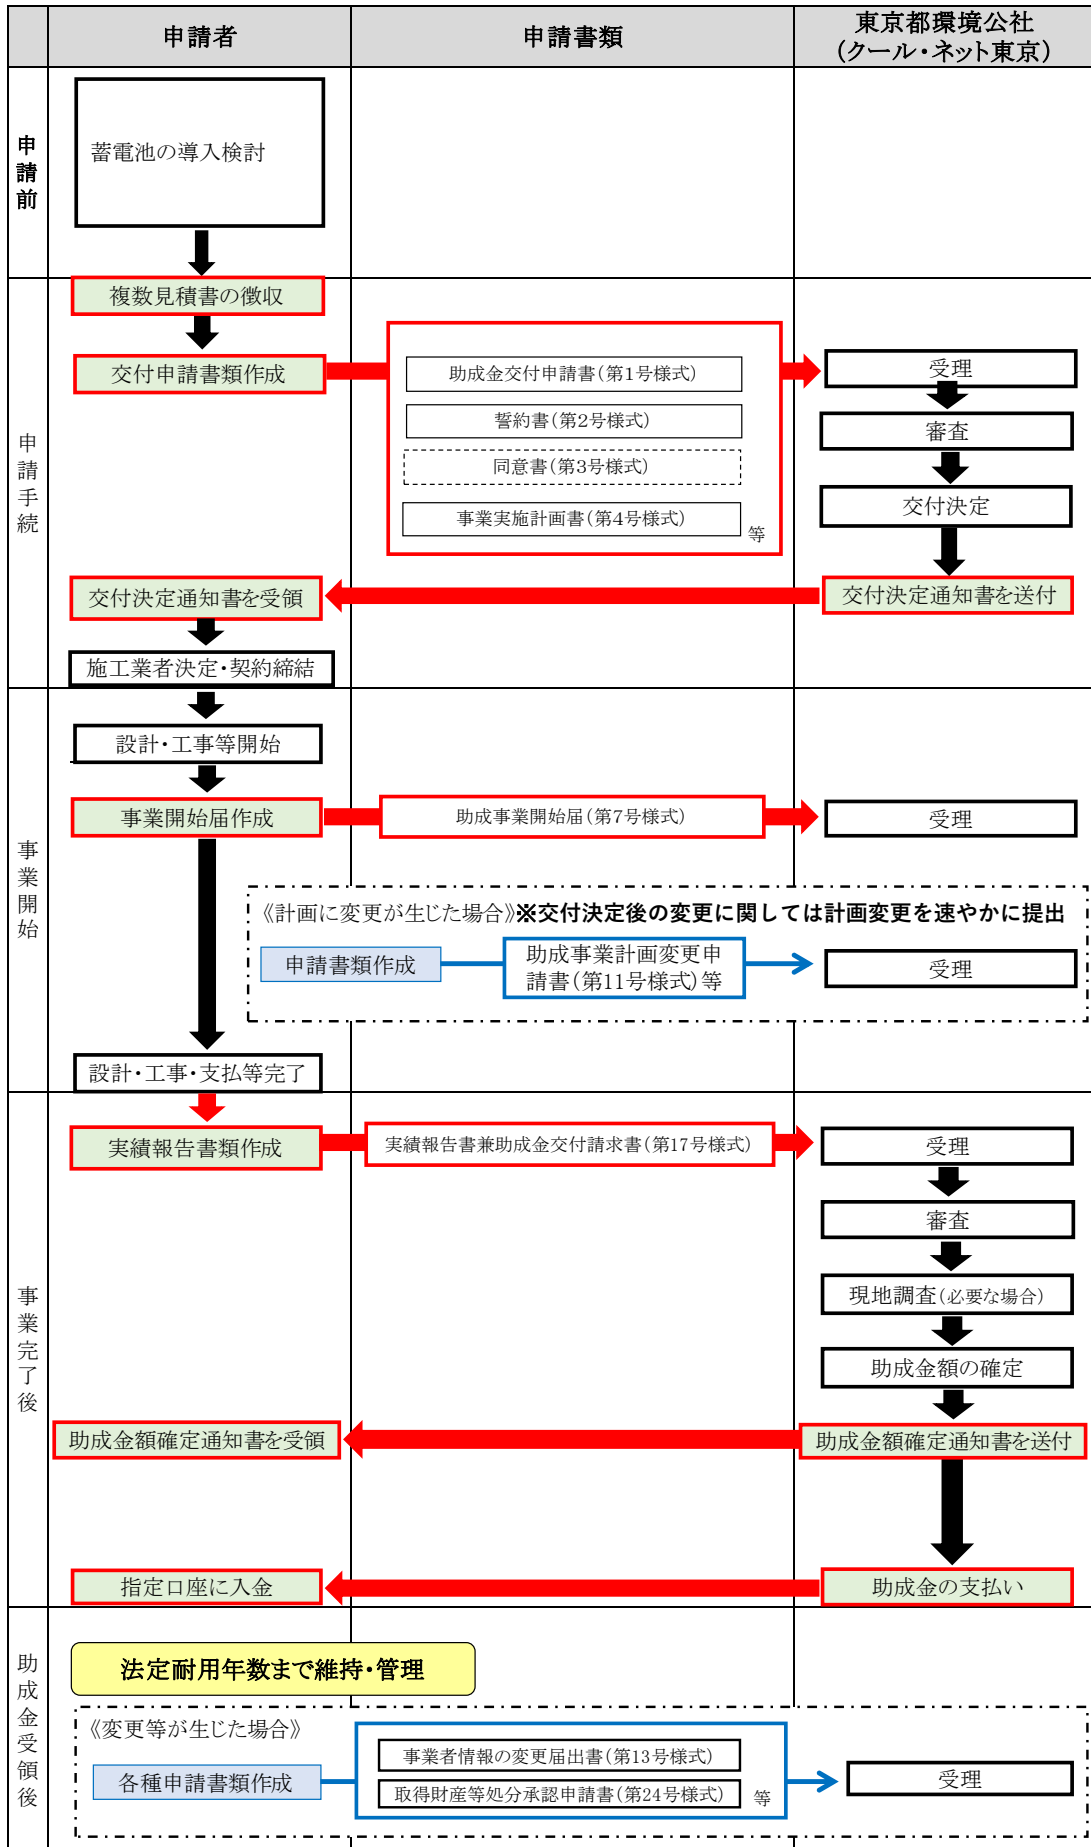 申請者
申請書類
東京都環境公社
(クール・ネット東京)
申請前
蓄電池の導入検討
申請手続
複数見積書の徴収
交付申請書類作成
助成金交付申請書(第1号様式)
誓約書(第2号様式)
同意書(第3号様式)
事業実施計画書(第4号様式)
等
受理
審査
交付決定
交付決定通知書を送付
交付決定通知書を受領
施工業者決定・契約締結
事業開始
設計・工事等開始
事業開始届作成
助成事業開始届(第7号様式)
受理
《計画に変更が生じた場合》※交付決定後の変更に関しては計画変更を速やかに提出
申請書類作成
助成事業計画変更申
請書(第11号様式)等
受理
設計・工事・支払等完了
事業完了後
実績報告書類作成
実績報告書兼助成金交付請求書(第17号様式)
受理
審査
現地調査(必要な場合)
助成金額の確定
助成金額確定通知書を送付
助成金額確定通知書を受領
助成金の支払い
指定口座に入金
助成金受領後
法定耐用年数まで維持・管理
《変更等が生じた場合》
各種申請書類作成
事業者情報の変更届出書(第13号様式)
取得財産等処分承認申請書(第24号様式)
等
受理